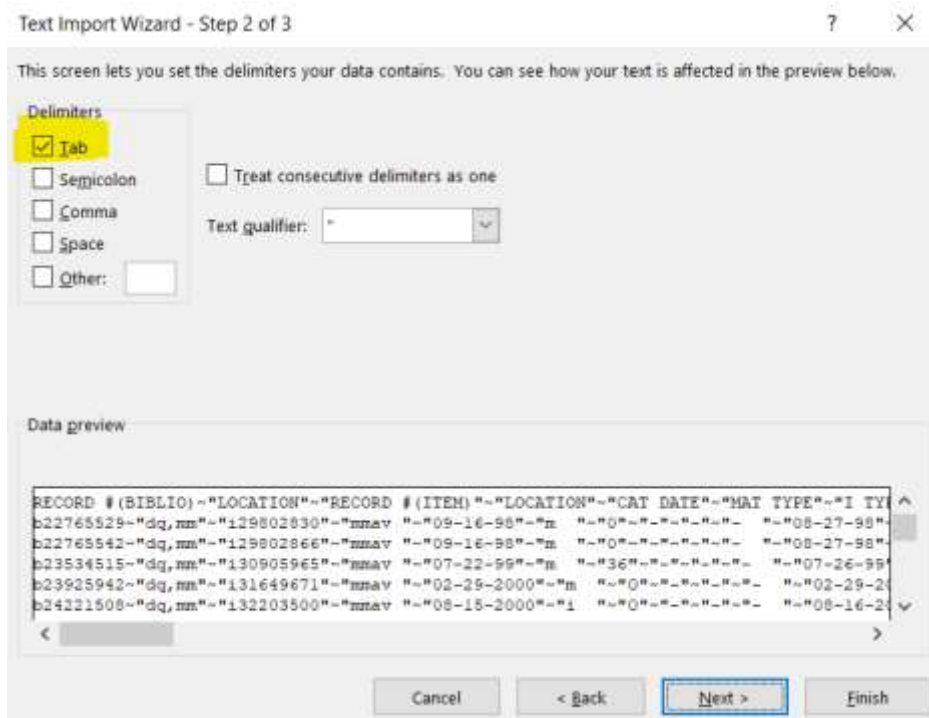 Text Import Wizard - Step 2 of 3
This screen lets you set the delimiters your data contains. You can see how your text is affected in the preview below.
Delimiters
Tab
Semicolon
Comma
Space
Other:
Treat consecutive delimiters as one
Text qualifier: "
Data preview
RECORD #(BIBLIO)~"LOCATION"~"RECORD #(ITEM)"~"LOCATION"~"CAT DATE"~"MAT TYPE"~"I TY
b22765529~"dq,mm"~"i29802830"~"mmav "~"09-16-98"~"m "~"0"~"-"~"-"~"- "~"08-27-98"~
b22765542~"dq,mm"~"i29802866"~"mmav "~"09-16-98"~"m "~"0"~"-"~"-"~"- "~"08-27-98"~
b23534515~"dq,mm"~"i30905965"~"mmav "~"07-22-99"~"m "~"36"~"-"~"-"~"- "~"07-26-99"
b23925942~"dq,mm"~"i31649671"~"mmav "~"02-29-2000"~"m "~"0"~"-"~"-"~"- "~"02-29-20
b24221508~"dq,mm"~"i32203500"~"mmav "~"08-15-2000"~"i "~"0"~"-"~"-"~"- "~"08-16-20
Cancel < Back Next > Finish